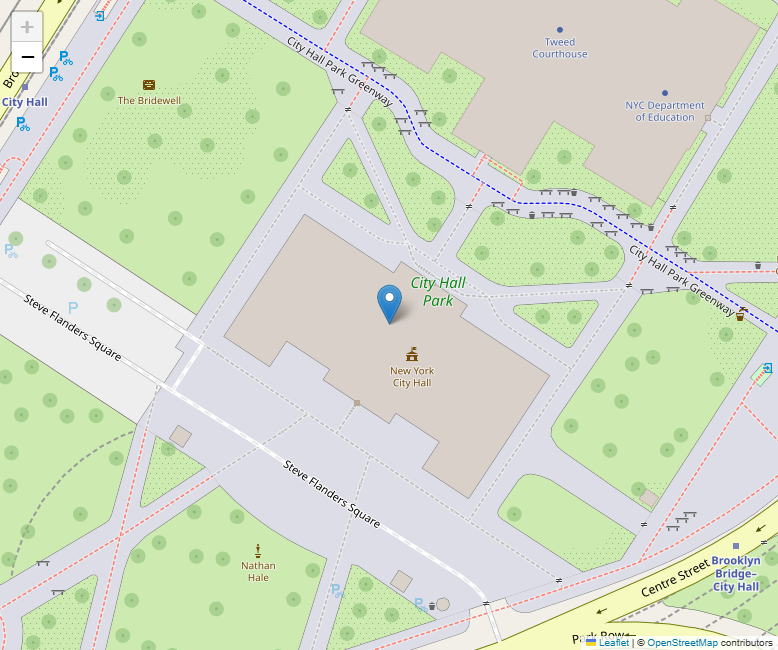 +
−
Bro
City Hall
The Bridewell
City Hall Park Greenway
Tweed
Courthouse
NYC Department
of Education
City Hall Park Greenway
City Hall
Park
P
Steve Flanders Square
New York
City Hall
Steve Flanders Square
Nathan
Hale
Brooklyn
Bridge–
City Hall
Centre Street
Park Row
Leaflet | © OpenStreetMap contributors